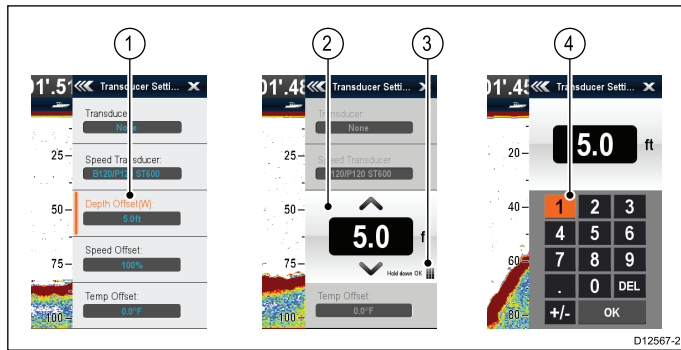 1
2
3
4
01'.51
Transducer Setti...
X
Transducer:
None
25
Speed Transducer:
B120/P120 ST600
50
Depth Offset(W):
5.0ft
75
Speed Offset:
100%
100
Temp Offset:
0.0°F
01'.48
Transducer Setti...
X
Transducer:
None
25
Speed Transducer:
B120/P120 ST600
50
5.0 f
75
Hold down OK
Temp Offset:
0.0°F
100
01'.45
Transducer Setti...
X
5.0 ft
20
40
60
80
1 2 3
4 5 6
7 8 9
. 0 DEL
+/- OK
D12567-2